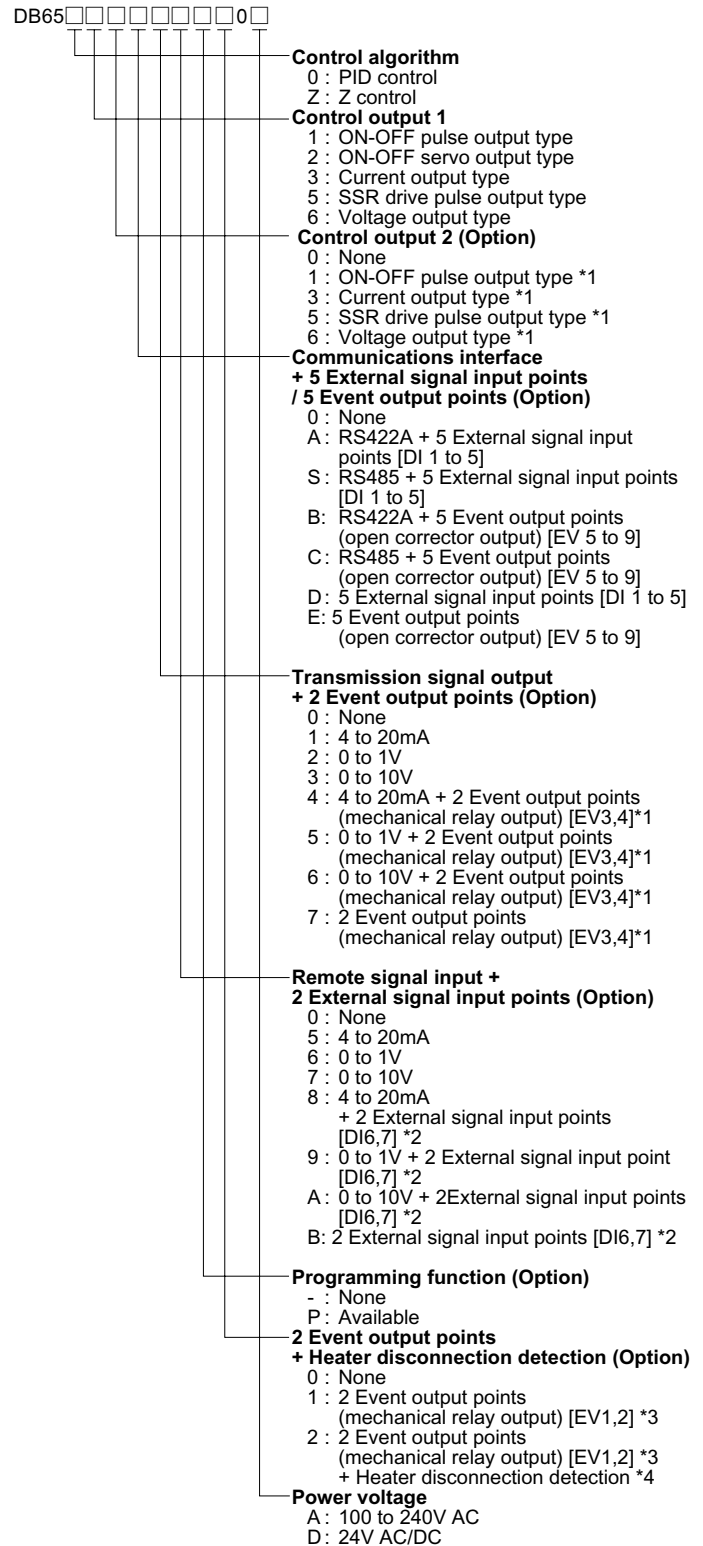 DB65□□□□□□□□0□
Control algorithm
0 : PID control
Z : Z control
Control output 1
1 : ON-OFF pulse output type
2 : ON-OFF servo output type
3 : Current output type
5 : SSR drive pulse output type
6 : Voltage output type
Control output 2 (Option)
0 : None
1 : ON-OFF pulse output type *1
3 : Current output type *1
5 : SSR drive pulse output type *1
6 : Voltage output type *1
Communications interface
+ 5 External signal input points
/ 5 Event output points (Option)
0 : None
A : RS422A + 5 External signal input
points [DI 1 to 5]
S : RS485 + 5 External signal input points
[DI 1 to 5]
B: RS422A + 5 Event output points
(open corrector output) [EV 5 to 9]
C : RS485 + 5 Event output points
(open corrector output) [EV 5 to 9]
D : 5 External signal input points [DI 1 to 5]
E: 5 Event output points
(open corrector output) [EV 5 to 9]
Transmission signal output
+ 2 Event output points (Option)
0 : None
1 : 4 to 20mA
2 : 0 to 1V
3 : 0 to 10V
4 : 4 to 20mA + 2 Event output points
(mechanical relay output) [EV3,4]*1
5 : 0 to 1V + 2 Event output points
(mechanical relay output) [EV3,4]*1
6 : 0 to 10V + 2 Event output points
(mechanical relay output) [EV3,4]*1
7 : 2 Event output points
(mechanical relay output) [EV3,4]*1
Remote signal input +
2 External signal input points (Option)
0 : None
5 : 4 to 20mA
6 : 0 to 1V
7 : 0 to 10V
8 : 4 to 20mA
+ 2 External signal input points
[DI6,7] *2
9 : 0 to 1V + 2 External signal input point
[DI6,7] *2
A : 0 to 10V + 2External signal input points
[DI6,7] *2
B: 2 External signal input points [DI6,7] *2
Programming function (Option)
- : None
P : Available
2 Event output points
+ Heater disconnection detection (Option)
0 : None
1 : 2 Event output points
(mechanical relay output) [EV1,2] *3
2 : 2 Event output points
(mechanical relay output) [EV1,2] *3
+ Heater disconnection detection *4
Power voltage
A : 100 to 240V AC
D : 24V AC/DC